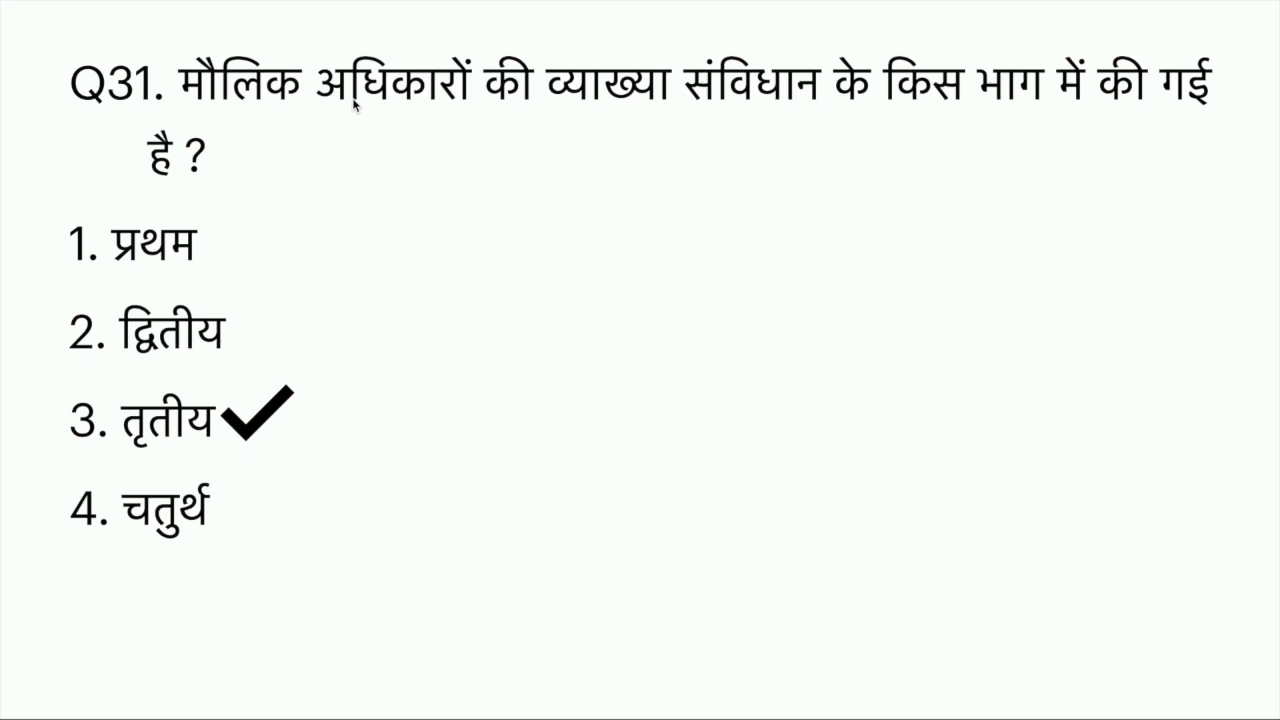 Q31. मौलिक अधिकारों की व्याख्या संविधान के किस भाग में की गई
है ?
1. प्रथम
2. द्वितीय
3. तृतीय
4. चतुर्थ